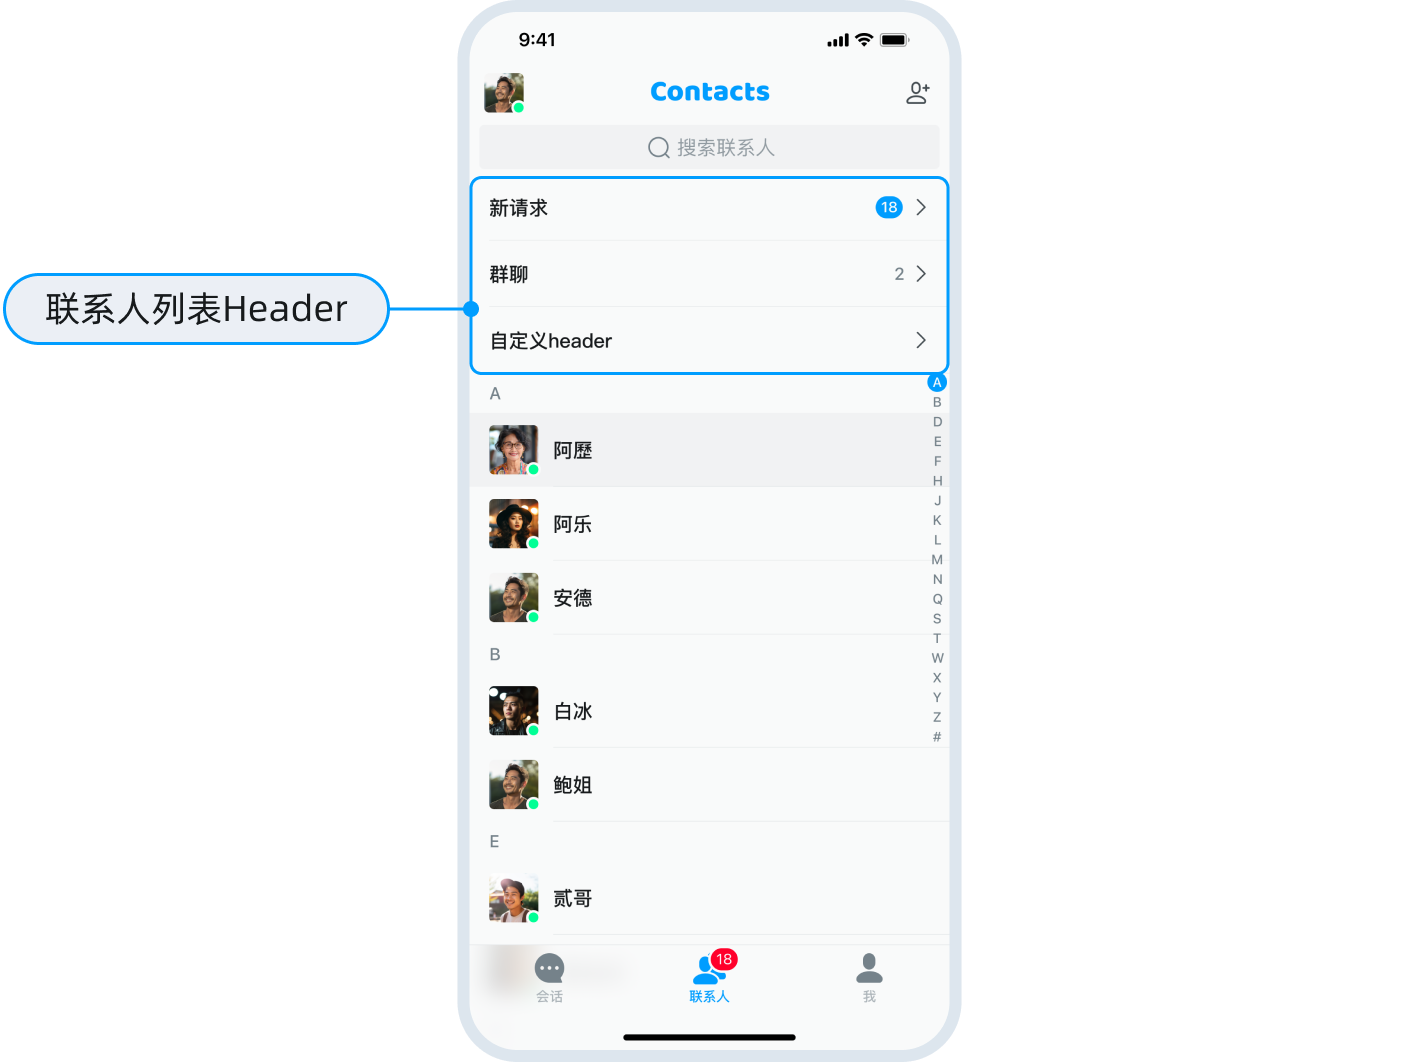 9:41
Contacts
搜索联系人
新请求 18
群聊 2
联系人列表Header
自定义header
A
A
B
D
E
F
H
J
K
L
M
N
Q
S
T
W
X
Y
Z
#
阿歷
阿乐
安德
B
白冰
鲍姐
E
贰哥
18
会话 联系人 我